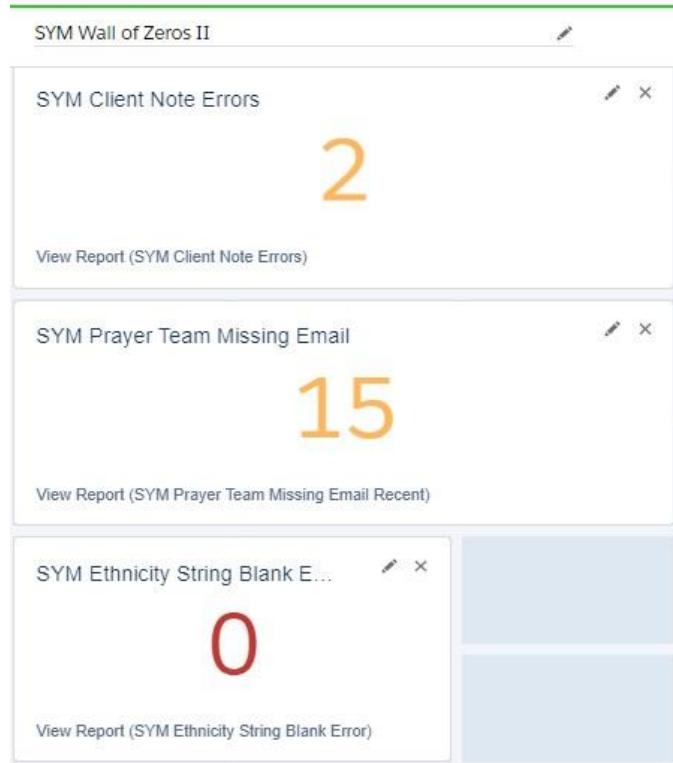 SYM Wall of Zeros II
SYM Client Note Errors
2
View Report (SYM Client Note Errors)
SYM Prayer Team Missing Email
15
View Report (SYM Prayer Team Missing Email Recent)
SYM Ethnicity String Blank E...
0
View Report (SYM Ethnicity String Blank Error)